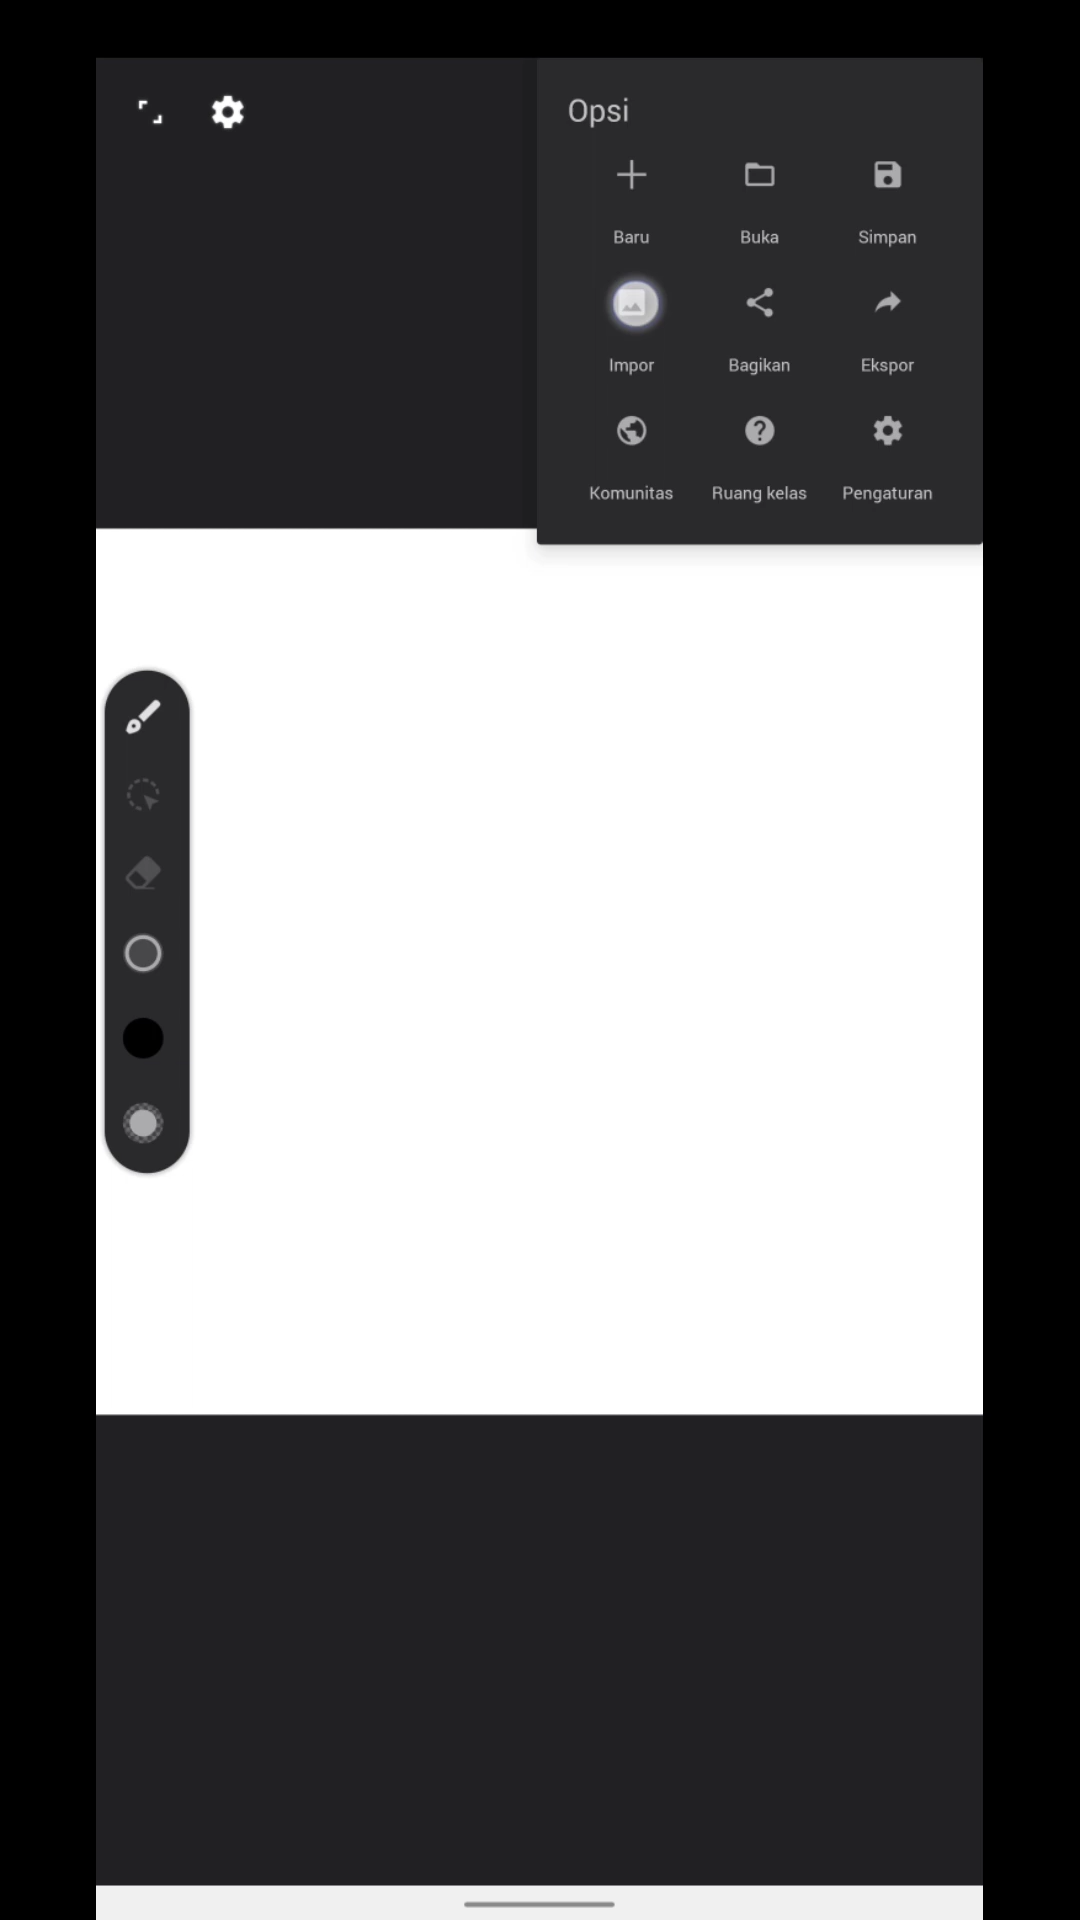 Opsi
Baru Buka Simpan
Impor Bagikan Ekspor
Komunitas Ruang kelas Pengaturan